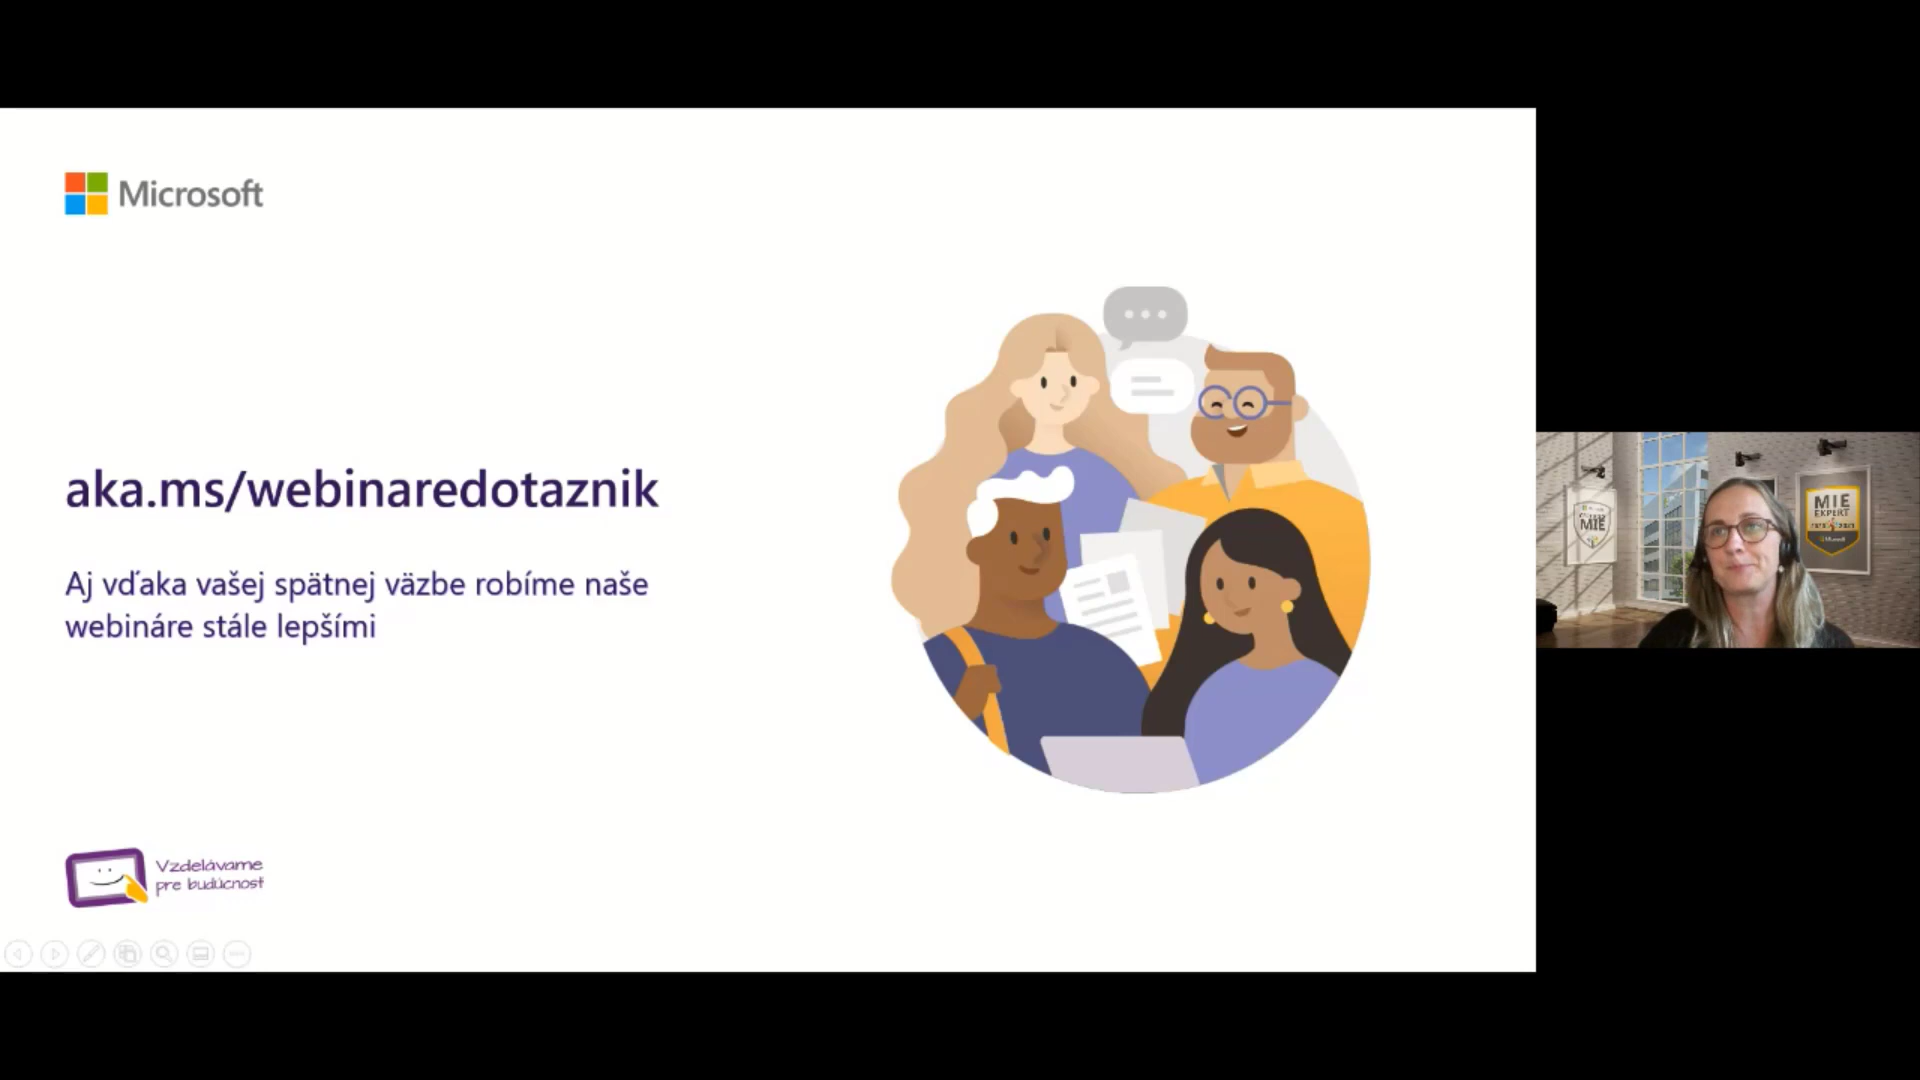 Microsoft
aka.ms/webinaredotaznik
Aj vďaka vašej spätnej väzbe robíme naše
webináre stále lepšími
Vzdelávame
pre budúcnosť
MIE
MIE
EXPERT
Microsoft